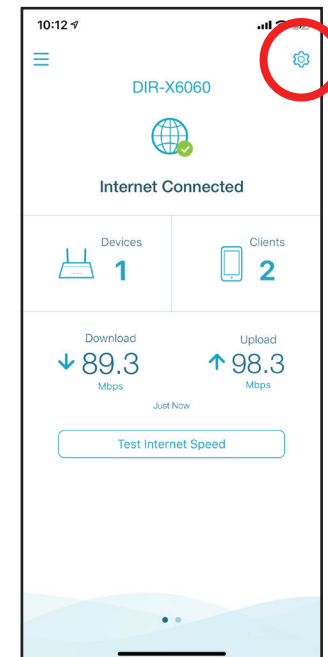 10:12
DIR-X6060
Internet Connected
Devices
1
Clients
2
Download
89.3
Mbps
Upload
98.3
Mbps
Just Now
Test Internet Speed